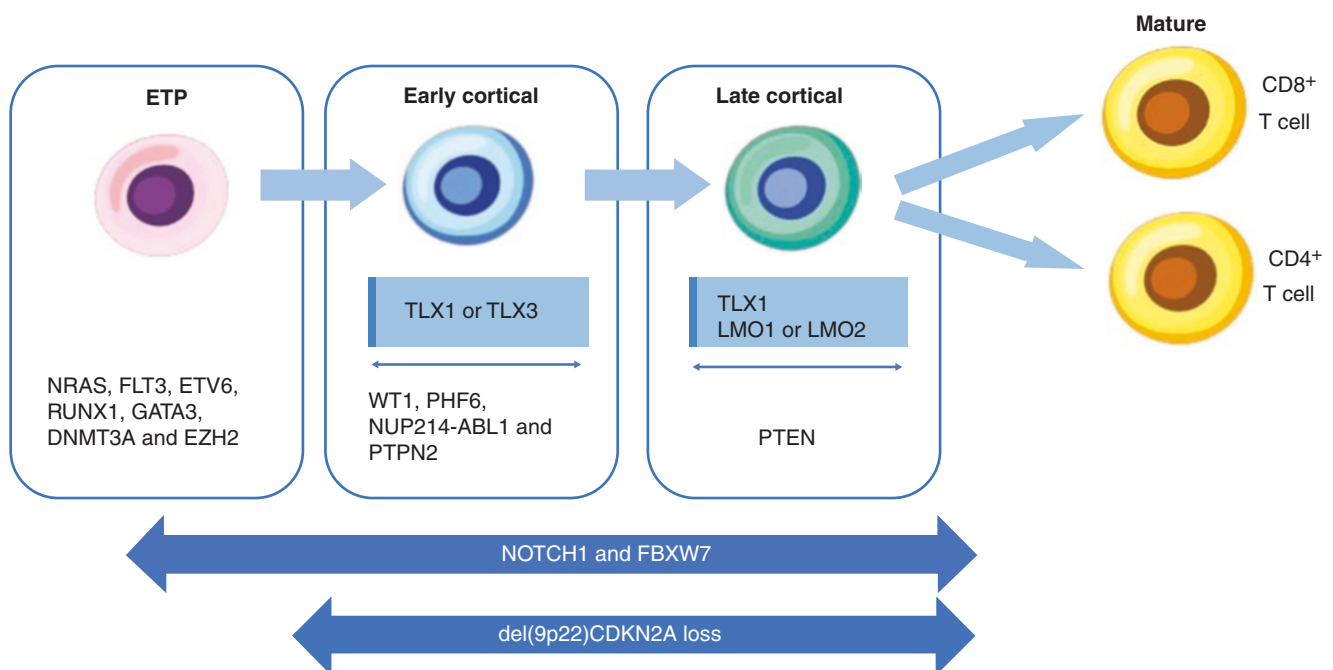 Mature
ETP
Early cortical
Late cortical
CD8+
T cell
CD4+
T cell
TLX1 or TLX3
TLX1
LMO1 or LMO2
NRAS, FLT3, ETV6,
RUNX1, GATA3,
DNMT3A and EZH2
WT1, PHF6,
NUP214-ABL1 and
PTPN2
PTEN
NOTCH1 and FBXW7
del(9p22)CDKN2A loss